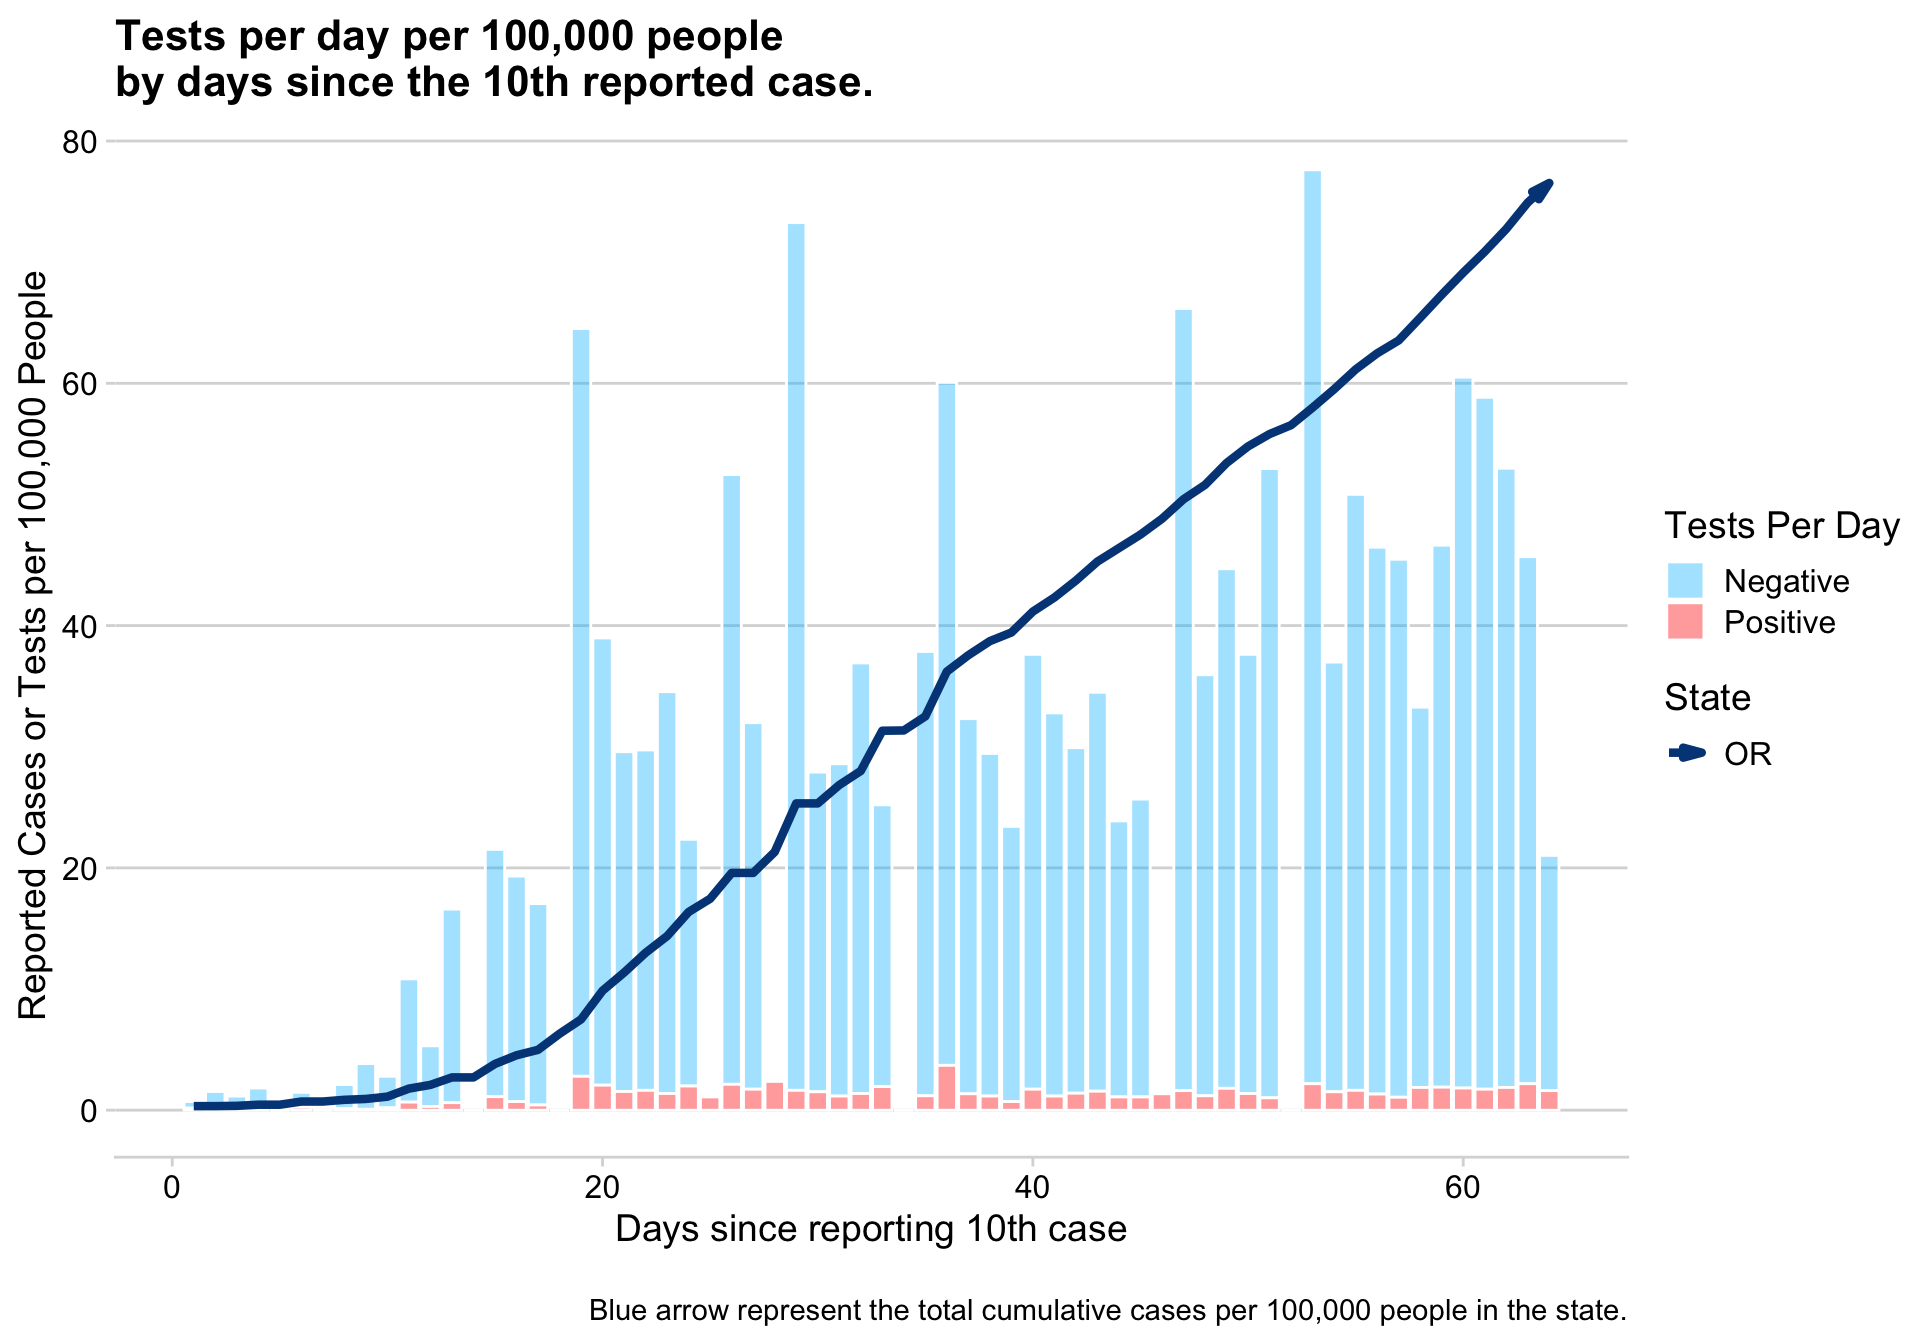 Tests per day per 100,000 people
by days since the 10th reported case.
Reported Cases or Tests per 100,000 People
80
60
40
20
0
0
20
40
60
Days since reporting 10th case
Tests Per Day
Negative
Positive
State
OR
Blue arrow represent the total cumulative cases per 100,000 people in the state.